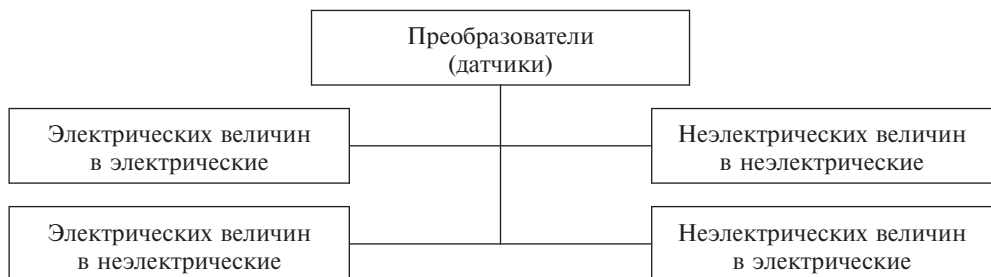 Преобразователи
(датчики)
Электрических величин
в электрические
Неэлектрических величин
в неэлектрические
Электрических величин
в неэлектрические
Неэлектрических величин
в электрические